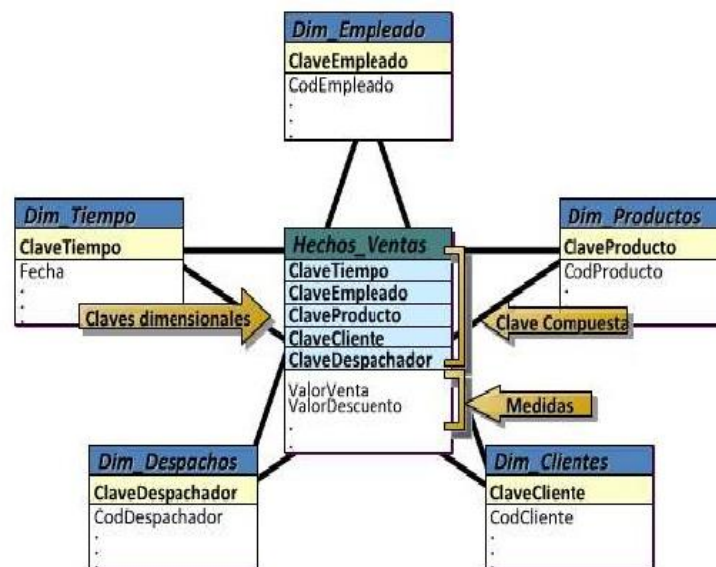 Dim_Empleado
ClaveEmpleado
CodEmpleado
.
.
.
Dim_Tiempo
ClaveTiempo
Fecha
.
.
.
Dim_Productos
ClaveProducto
CodProducto
.
.
Hechos_Ventas
ClaveTiempo
ClaveEmpleado
ClaveProducto
ClaveCliente
ClaveDespachador
ValorVenta
ValorDescuento
.
.
Claves dimensionales
Clave Compuesta
Medidas
Dim_Despachos
ClaveDespachador
CodDespachador
.
.
.
Dim_Clientes
ClaveCliente
CodCliente
.
.
.